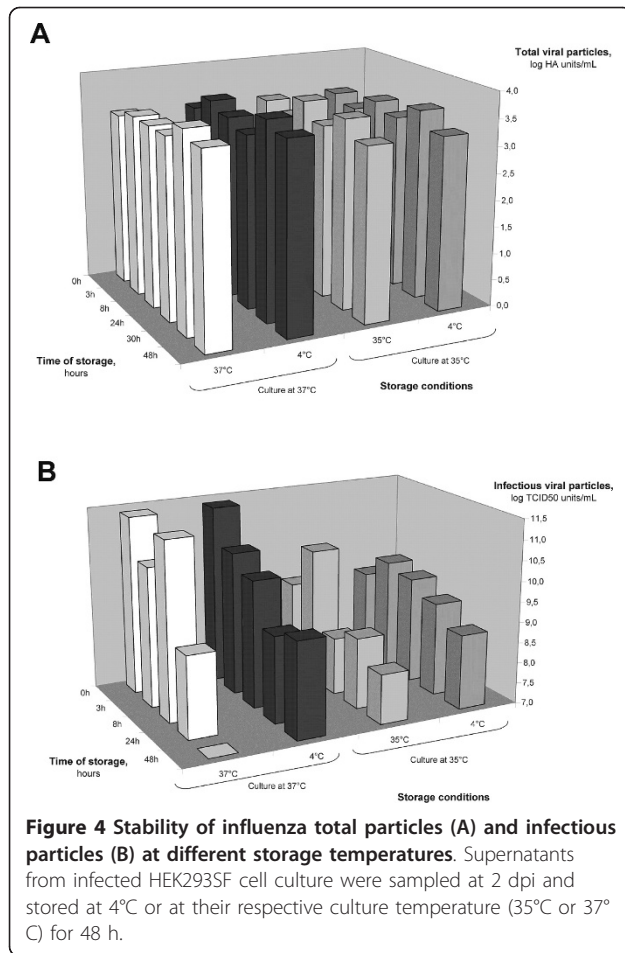 A
Total viral particles,
log HA units/mL
4,0
3,5
3,0
2,5
2,0
1,5
1,0
0,5
0,0
0h
3h
8h
24h
30h
48h
Time of storage,
hours
37°C
4°C
35°C
4°C
Culture at 37°C
Culture at 35°C
Storage conditions
B
Infectious viral particles,
log TCID50 units/mL
11,5
11,0
10,5
10,0
9,5
9,0
8,5
8,0
7,5
7,0
0h
3h
8h
24h
48h
Time of storage,
hours
37°C
4°C
35°C
4°C
Culture at 37°C
Culture at 35°C
Storage conditions
Figure 4 Stability of influenza total particles (A) and infectious
particles (B) at different storage temperatures. Supernatants
from infected HEK293SF cell culture were sampled at 2 dpi and
stored at 4°C or at their respective culture temperature (35°C or 37°
C) for 48 h.